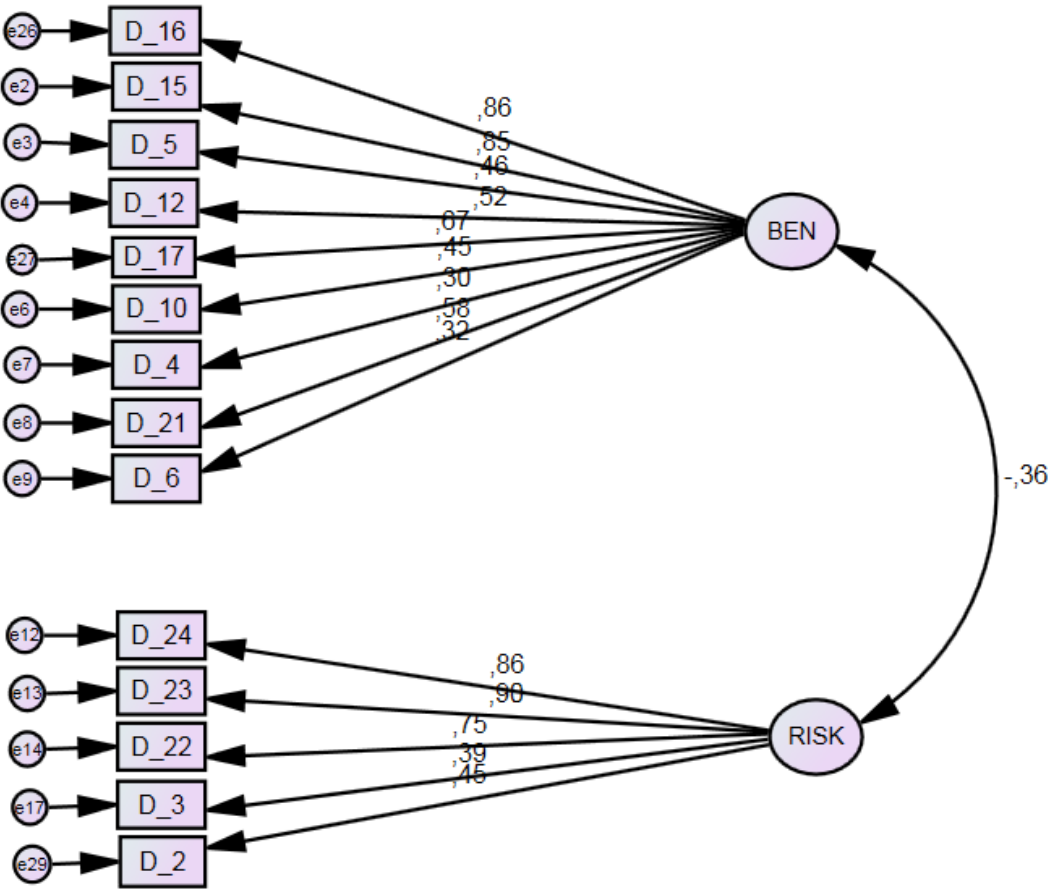 e26 D_16
e2 D_15
,86
e3 D_5
,85
,46
e4 D_12
,52
BEN
,67
e27 D_17
,45
e6 D_10
,30
,58
,32
e7 D_4
e8 D_21
e9 D_6
-,36
e12 D_24
,86
e13 D_23
,90
,75
RISK
e14 D_22
,39
,45
e17 D_3
e29 D_2